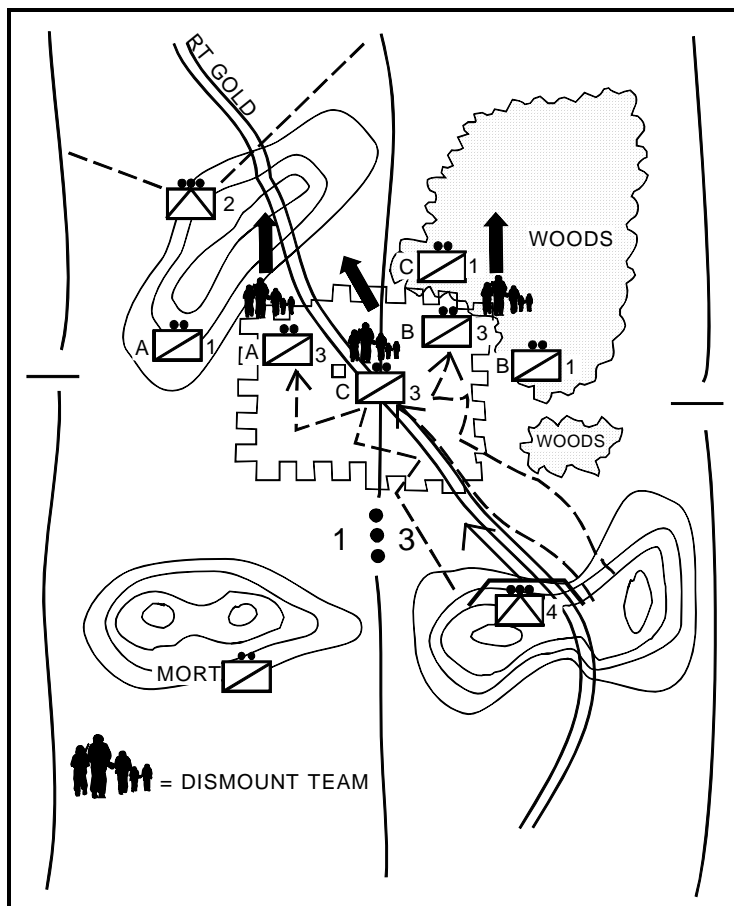 RT GOLD
2
WOODS
C 1
B 3
A 1
[A 3
B 1
C 3
WOODS
1 3
4
MORT
= DISMOUNT TEAM